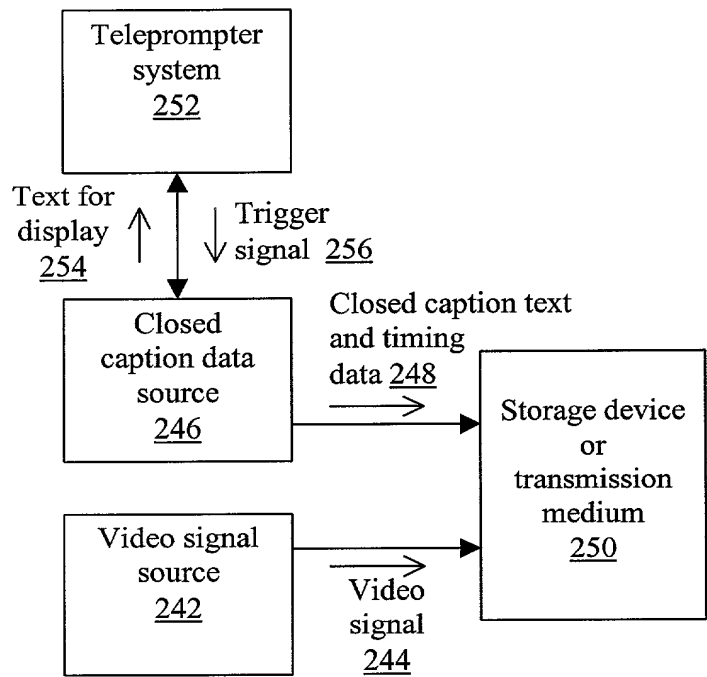 Teleprompter
system
252
Text for
display
254
Trigger
signal 256
Closed
caption data
source
246
Closed caption text
and timing
data 248
Storage device
or
transmission
medium
250
Video signal
source
242
Video
signal
244